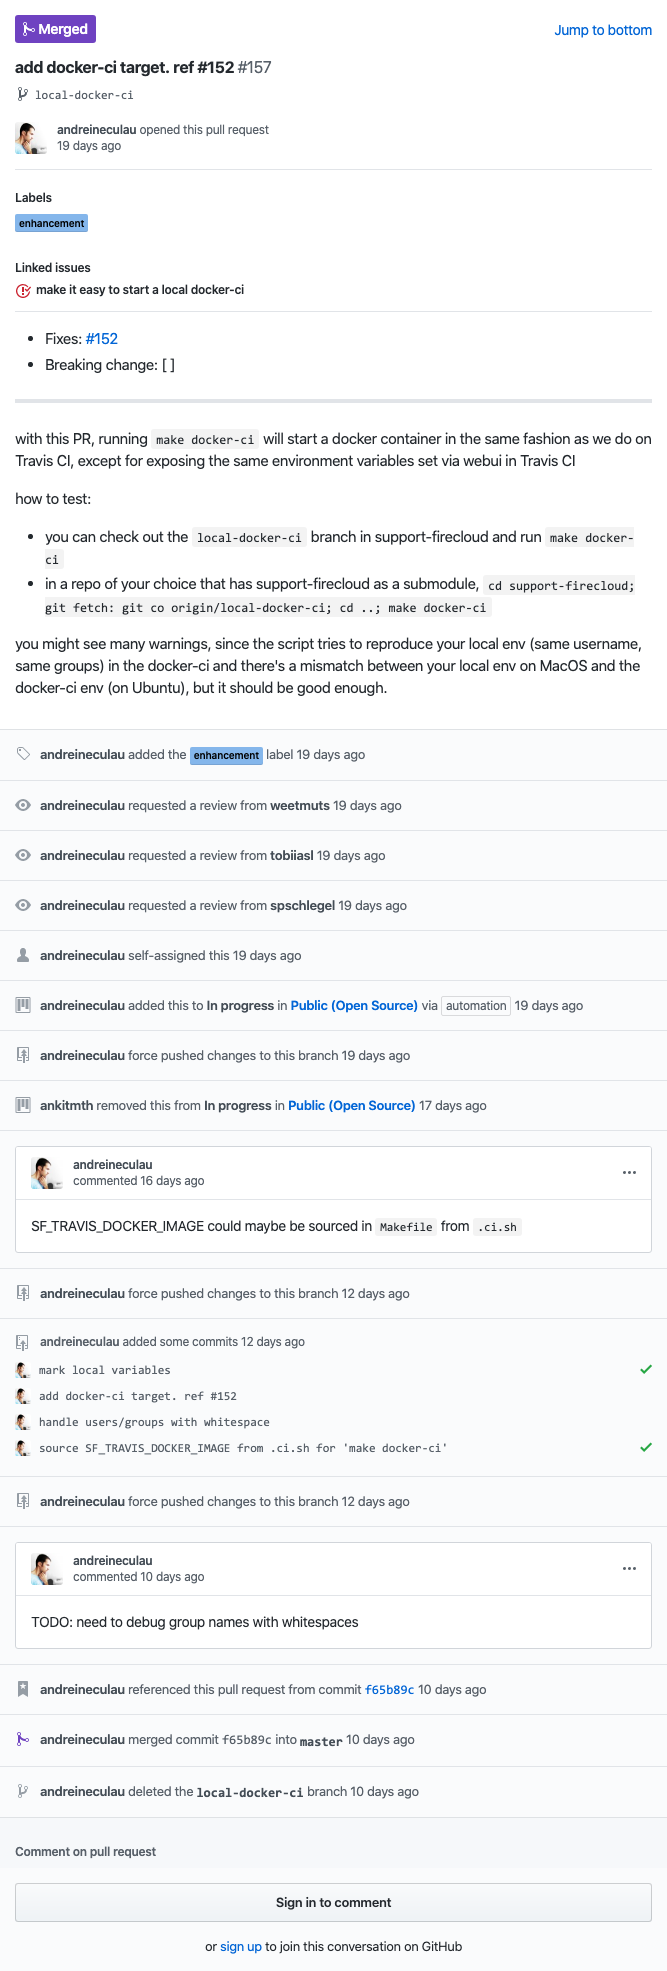 Merged
Jump to bottom
add docker-ci target. ref #152 #157
local-docker-ci
andreineculau opened this pull request
19 days ago
Labels
enhancement
Linked issues
make it easy to start a local docker-ci
• Fixes: #152
• Breaking change: [ ]
with this PR, running make docker-ci will start a docker container in the same fashion as we do on
Travis CI, except for exposing the same environment variables set via webui in Travis CI
how to test:
• you can check out the local-docker-ci branch in support-firecloud and run make docker-
ci
• in a repo of your choice that has support-firecloud as a submodule, cd support-firecloud;
git fetch: git co origin/local-docker-ci; cd ..; make docker-ci
you might see many warnings, since the script tries to reproduce your local env (same username,
same groups) in the docker-ci and there's a mismatch between your local env on MacOS and the
docker-ci env (on Ubuntu), but it should be good enough.
andreineculau added the enhancement label 19 days ago
andreineculau requested a review from weetmuts 19 days ago
andreineculau requested a review from tobiiasl 19 days ago
andreineculau requested a review from spschlegel 19 days ago
andreineculau self-assigned this 19 days ago
andreineculau added this to In progress in Public (Open Source) via automation 19 days ago
andreineculau force pushed changes to this branch 19 days ago
ankitmth removed this from In progress in Public (Open Source) 17 days ago
andreineculau
commented 16 days ago
SF_TRAVIS_DOCKER_IMAGE could maybe be sourced in Makefile from .ci.sh
andreineculau force pushed changes to this branch 12 days ago
andreineculau added some commits 12 days ago
mark local variables
add docker-ci target. ref #152
handle users/groups with whitespace
source SF_TRAVIS_DOCKER_IMAGE from .ci.sh for 'make docker-ci'
andreineculau force pushed changes to this branch 12 days ago
andreineculau
commented 10 days ago
TODO: need to debug group names with whitespaces
andreineculau referenced this pull request from commit f65b89c 10 days ago
andreineculau merged commit f65b89c into master 10 days ago
andreineculau deleted the local-docker-ci branch 10 days ago
Comment on pull request
Sign in to comment
or sign up to join this conversation on GitHub